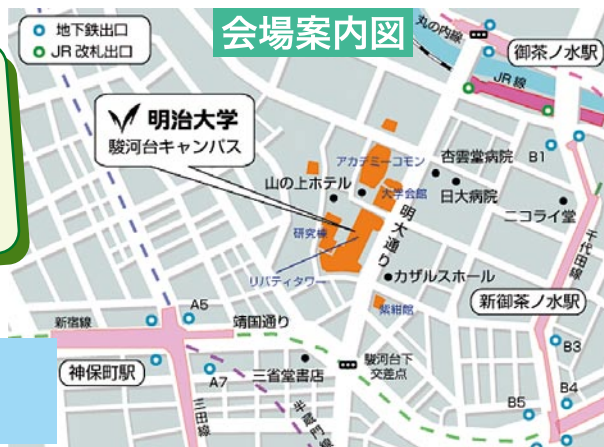 会場案内図
地下鉄出口
JR 改札出口
丸の内線
御茶ノ水駅
JR 線
明治大学
駿河台キャンパス
アカデミーコモン
杏雲堂病院
B1
山の上ホテル
大学会館
日大病院
ニコライ堂
研究棟
明大通り
千代田線
リバティタワー
カザルスホール
紫紺館
新御茶ノ水駅
新宿線
A5
靖国通り
B3
神保町駅
A7
三省堂書店
駿河台下
交差点
B4
B5
三田線
半蔵門線